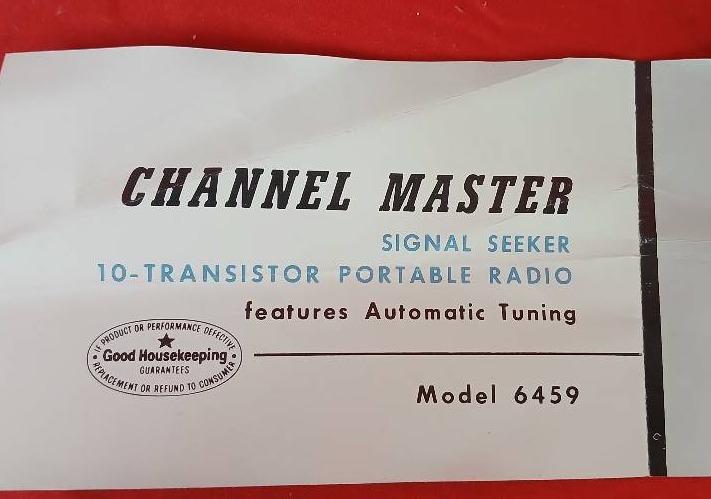 CHANNEL MASTER
SIGNAL SEEKER
10-TRANSISTOR PORTABLE RADIO
features Automatic Tuning
IF PRODUCT OR PERFORMANCE DEFECTIVE
Good Housekeeping
GUARANTEES
REPLACEMENT OR REFUND TO CONSUMER
Model 6459